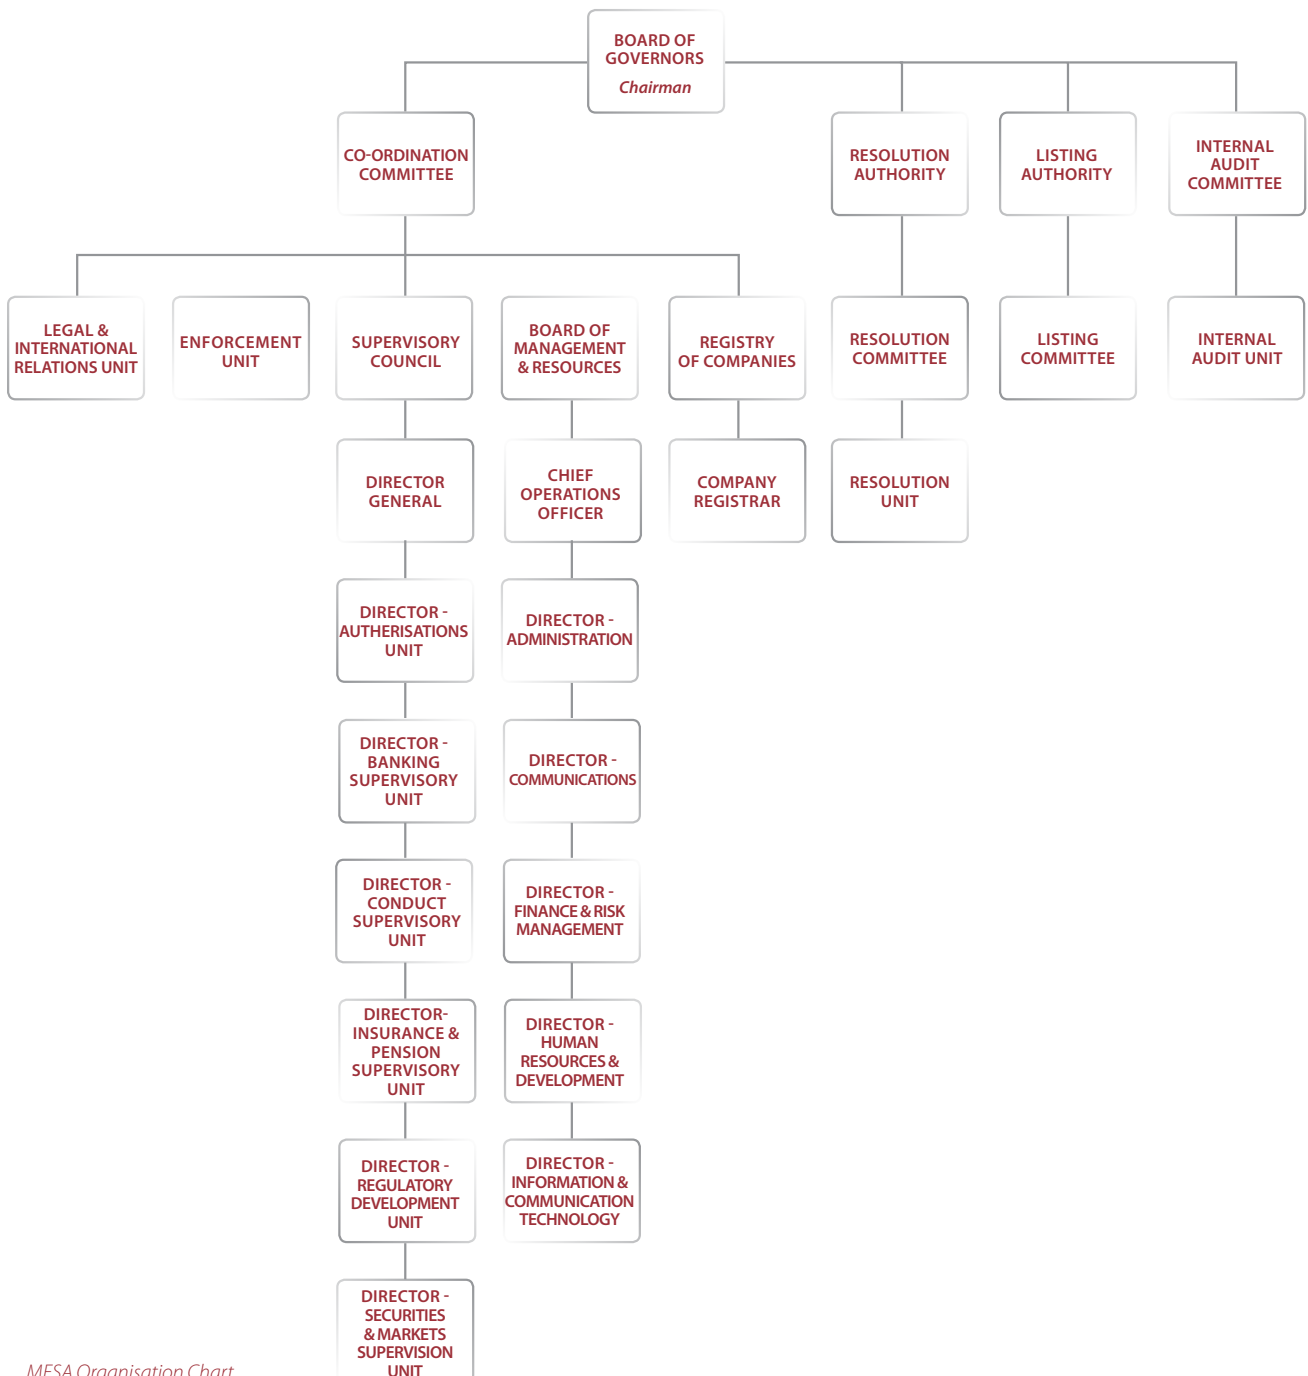 BOARD OF
GOVERNORS
Chairman
CO-ORDINATION
COMMITTEE
RESOLUTION
AUTHORITY
LISTING
AUTHORITY
INTERNAL
AUDIT
COMMITTEE
LEGAL &
INTERNATIONAL
RELATIONS UNIT
ENFORCEMENT
UNIT
SUPERVISORY
COUNCIL
BOARD OF
MANAGEMENT
& RESOURCES
REGISTRY
OF COMPANIES
RESOLUTION
COMMITTEE
LISTING
COMMITTEE
INTERNAL
AUDIT UNIT
DIRECTOR
GENERAL
CHIEF
OPERATIONS
OFFICER
COMPANY
REGISTRAR
RESOLUTION
UNIT
DIRECTOR -
AUTHERISATIONS
UNIT
DIRECTOR -
ADMINISTRATION
DIRECTOR -
BANKING
SUPERVISORY
UNIT
DIRECTOR -
COMMUNICATIONS
DIRECTOR -
CONDUCT
SUPERVISORY
UNIT
DIRECTOR -
FINANCE & RISK
MANAGEMENT
DIRECTOR-
INSURANCE &
PENSION
SUPERVISORY
UNIT
DIRECTOR -
HUMAN
RESOURCES &
DEVELOPMENT
DIRECTOR -
REGULATORY
DEVELOPMENT
UNIT
DIRECTOR -
INFORMATION &
COMMUNICATION
TECHNOLOGY
DIRECTOR -
SECURITIES
& MARKETS
SUPERVISION
UNIT
MFSA Organisation Chart